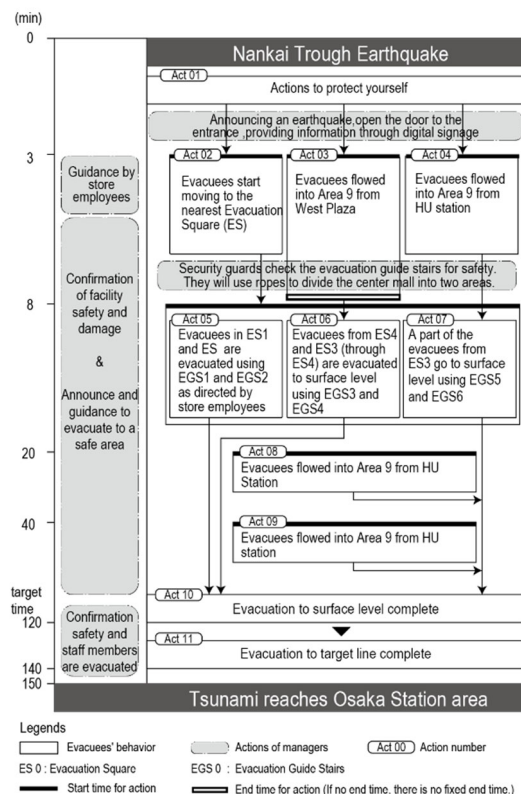 (min)
0
Nankai Trough Earthquake
Act 01
Actions to protect yourself
Announcing an earthquake,open the door to the
entrance ,providing information through digital signage
3
Guidance by
store
employees
Act 02
Evacuees start
moving to the
nearest Evacuation
Square (ES)
Act 03
Evacuees flowed
into Area 9 from
West Plaza
Act 04
Evacuees flowed
into Area 9 from
HU station
Security guards check the evacuation guide stairs for safety.
They will use ropes to divide the center mall into two areas.
Confirmation
of facility
safety and
damage
&
Announce and
guidance to
evacuate to a
safe area
8
Act 05
Evacuees in ES1
and ES are
evacuated using
EGS1 and EGS2
as directed by
store employees
Act 06
Evacuees from ES4
and ES3 (through
ES4) are evacuated
to surface level
using EGS3 and
EGS4
Act 07
A part of the
evacuees from
ES3 go to surface
level using EGS5
and EGS6
20
Act 08
Evacuees flowed into Area 9 from HU
Station
40
Act 09
Evacuees flowed into Area 9 from HU
station
target
time
Act 10
Evacuation to surface level complete
120
Confirmation
safety and
staff members
are evacuated
Act 11
Evacuation to target line complete
140
150
Tsunami reaches Osaka Station area
Legends
Evacuees' behavior
Actions of managers
Act 00
Action number
ES 0 : Evacuation Square
EGS 0 : Evacuation Guide Stairs
Start time for action
End time for action (If no end time, there is no fixed end time.)